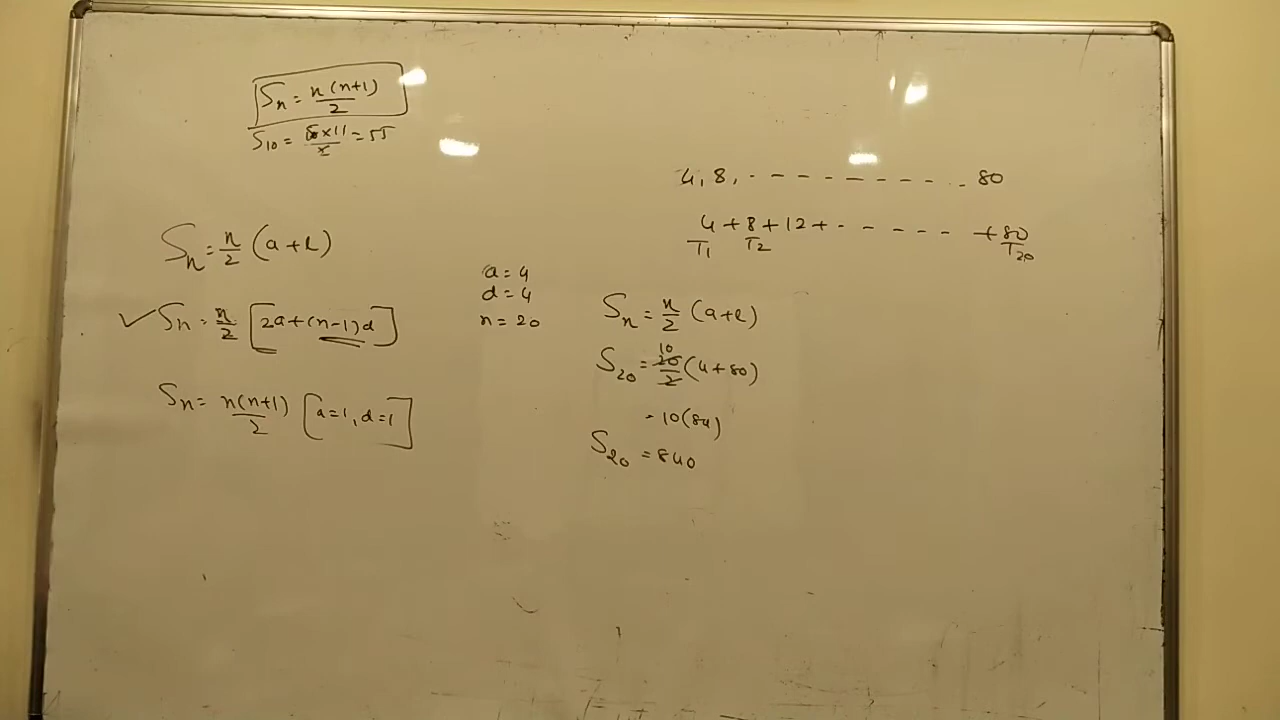 Sn = n(n+1)/2
S10 = 10×11/2 = 55
4, 8, - - - - - - - - - - 80
4 + 8 + 12 + - - - - - - + 80
T1 T2 T20
Sn = n/2 (a+l)
a = 4
d = 4
n = 20
✓ Sn = n/2 [2a+(n-1)d]
Sn = n(n+1)/2 [a=1, d=1]
Sn = n/2 (a+l)
10
S20 = 20/2 (4+80)
= 10(84)
S20 = 840